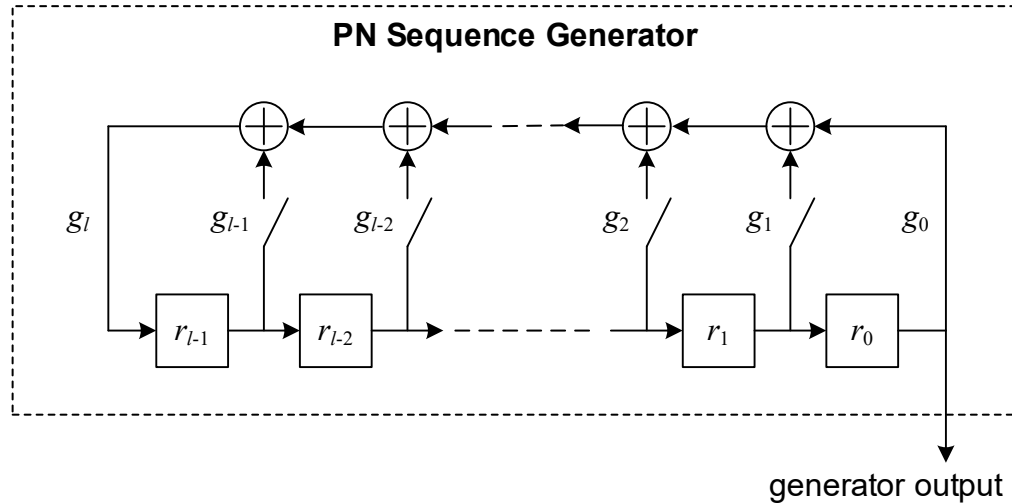 PN Sequence Generator
g_l g_{l-1} g_{l-2} g_2 g_1 g_0
r_{l-1} r_{l-2} r_1 r_0
generator output